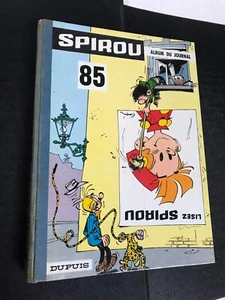 SPIROU
ALBUM DU JOURNAL
85
LISEZ SPIROU
DUPUIS